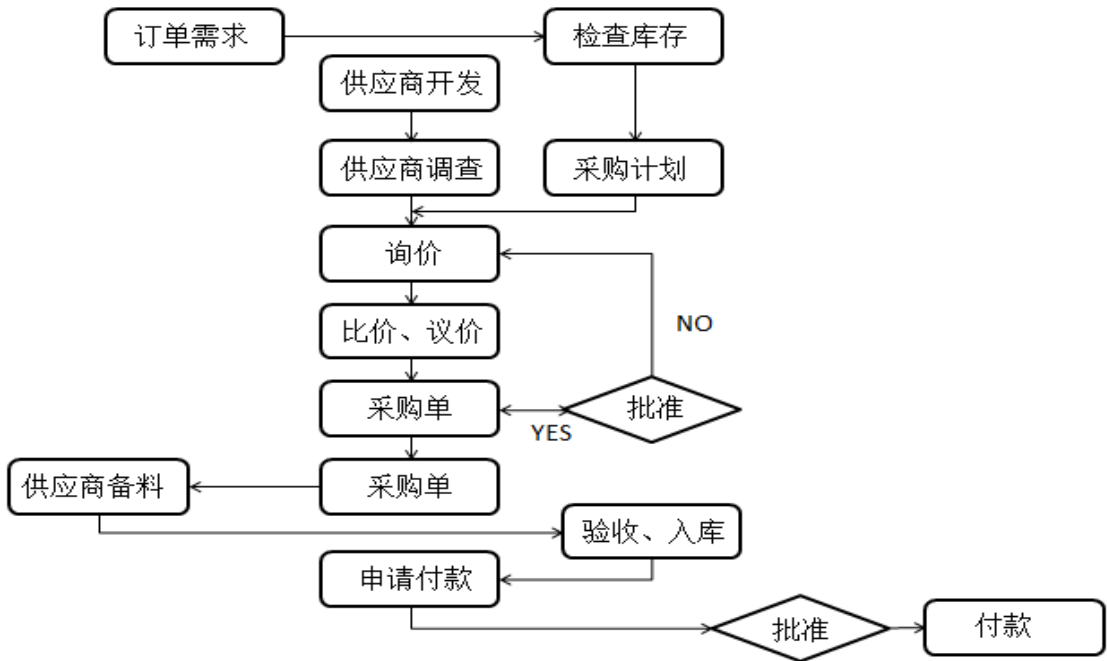 订单需求
检查库存
供应商开发
供应商调查
采购计划
询价
NO
比价、议价
采购单
批准
YES
供应商备料
采购单
验收、入库
申请付款
批准
付款